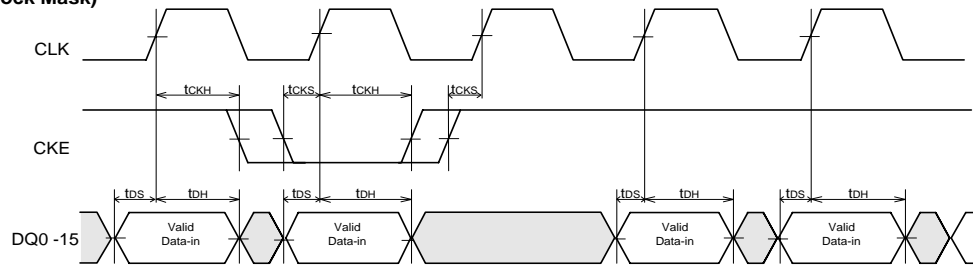 ock Mask)
CLK
tCKH tCKS tCKH tCKS
CKE
tDS tDH tDS tDH tDS tDH tDS tDH
DQ0 -15
Valid Data-in Valid Data-in Valid Data-in Valid Data-in